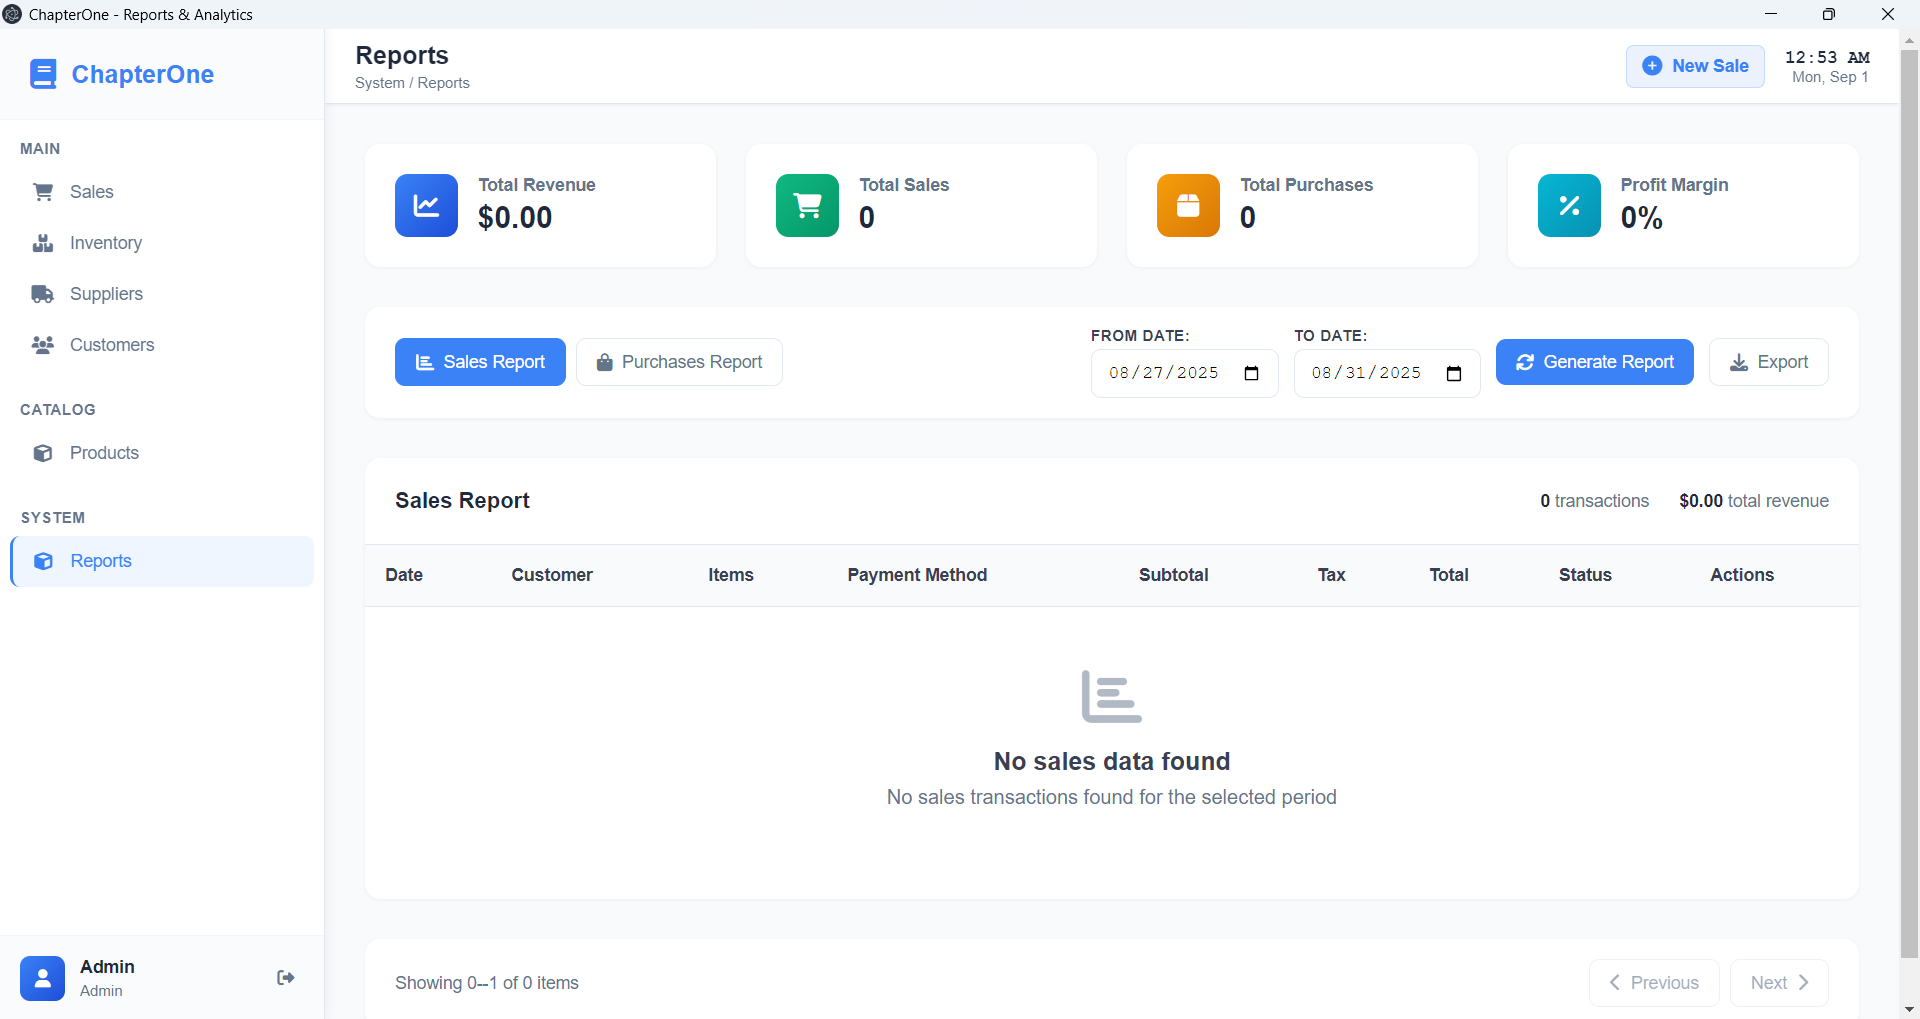 ChapterOne - Reports & Analytics
ChapterOne
MAIN
Sales
Inventory
Suppliers
Customers
CATALOG
Products
SYSTEM
Reports
Admin
Admin
Reports
System / Reports
New Sale
12:53 AM
Mon, Sep 1
Total Revenue
$0.00
Total Sales
0
Total Purchases
0
Profit Margin
0%
Sales Report
Purchases Report
FROM DATE:
08/27/2025
TO DATE:
08/31/2025
Generate Report
Export
Sales Report
0 transactions
$0.00 total revenue
Date Customer Items Payment Method Subtotal Tax Total Status Actions
No sales data found
No sales transactions found for the selected period
Showing 0--1 of 0 items
Previous
Next